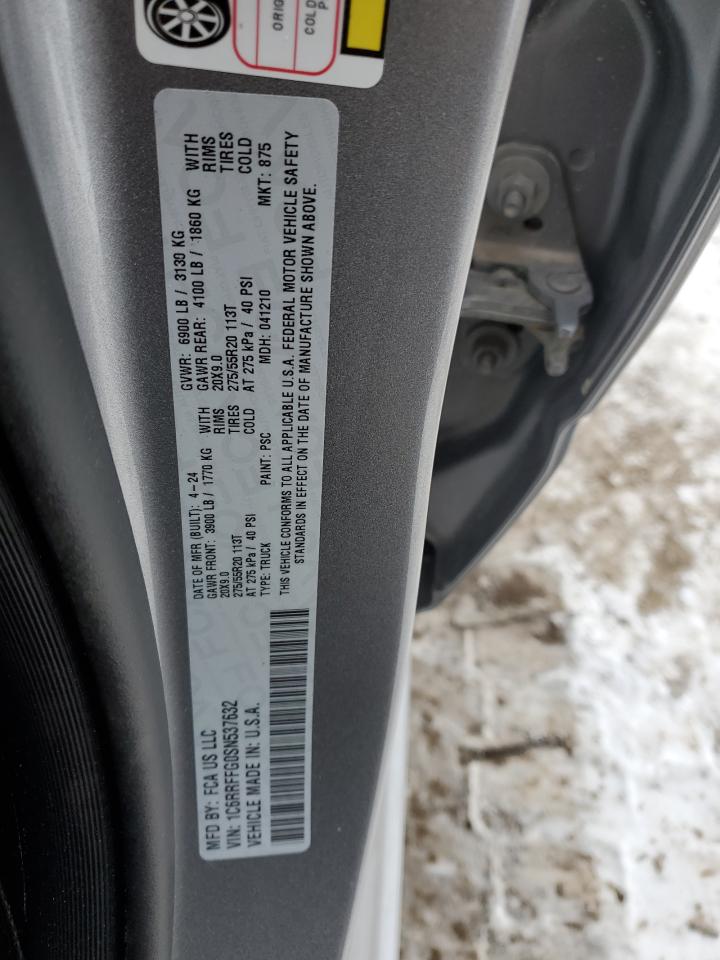 MFD BY: FCA US LLC
VIN: 1C6RRFFG0SN537632
VEHICLE MADE IN: U.S.A.
DATE OF MFR (BUILT): 4-24 GVWR: 6900 LB / 3130 KG
GAWR FRONT: 3900 LB / 1770 KG WITH GAWR REAR: 4100 LB / 1860 KG WITH
20X9.0 RIMS 20X9.0 RIMS
275/55R20 113T TIRES 275/55R20 113T TIRES
AT 275 kPa / 40 PSI COLD AT 275 kPa / 40 PSI COLD
TYPE: TRUCK PAINT: PSC MDH: 041210 MKT: 875
THIS VEHICLE CONFORMS TO ALL APPLICABLE U.S.A. FEDERAL MOTOR VEHICLE SAFETY
STANDARDS IN EFFECT ON THE DATE OF MANUFACTURE SHOWN ABOVE.
ORIG
COLD
P